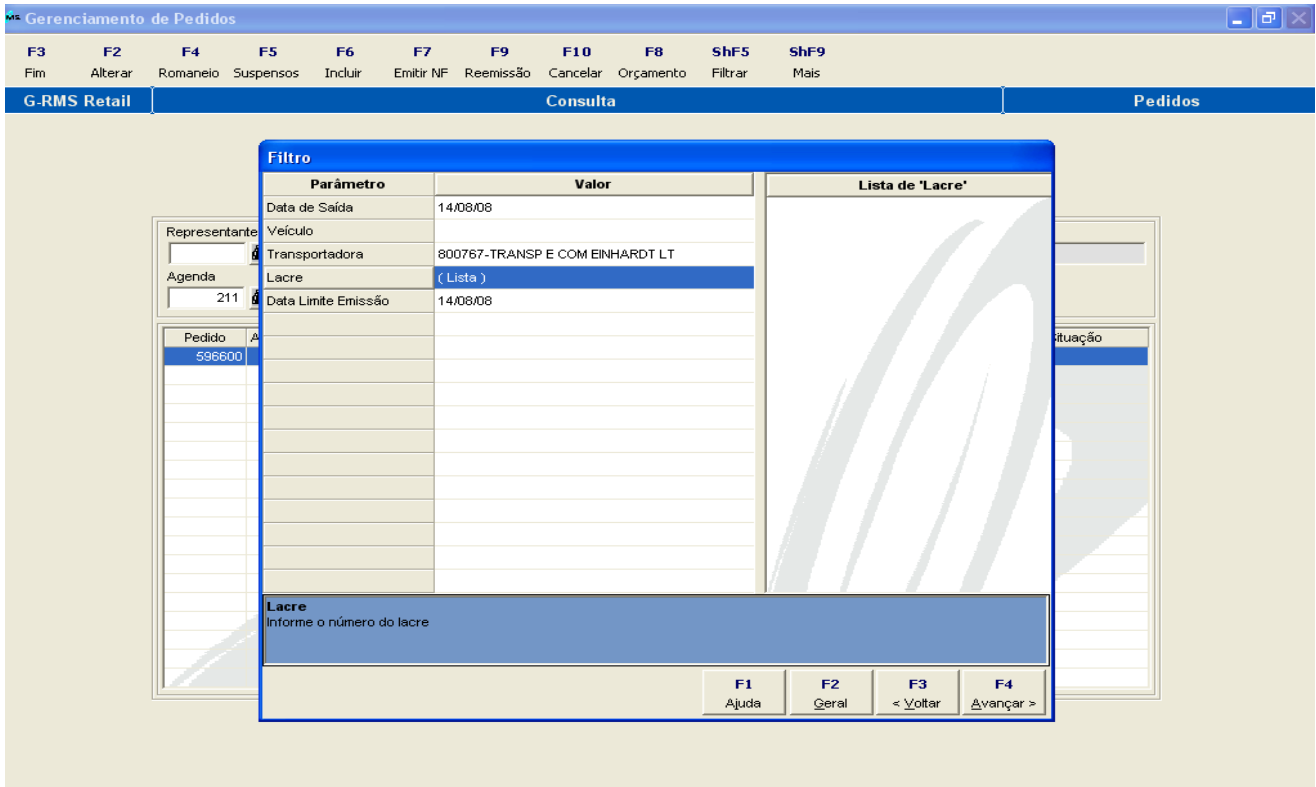 Gerenciamento de Pedidos
F3 F2 F4 F5 F6 F7 F9 F10 F8 ShF5 ShF9
Fim Alterar Romaneio Suspensos Incluir Emitir NF Reemissão Cancelar Orçamento Filtrar Mais
G-RMS Retail Consulta Pedidos
Filtro
Parâmetro Valor Lista de 'Lacre'
Data de Saída 14/08/08
Representante Veículo
Transportadora 800767-TRANSP E COM EINHARDT LT
Agenda Lacre ( Lista )
211 Data Limite Emissão 14/08/08
Pedido A ituação
596600
Lacre
Informe o número do lacre
F1 F2 F3 F4
Ajuda Geral < Voltar Avançar >